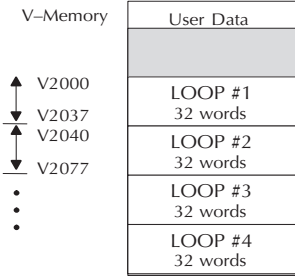 V–Memory
User Data
V2000
V2037
V2040
V2077
LOOP #1
32 words
LOOP #2
32 words
LOOP #3
32 words
LOOP #4
32 words